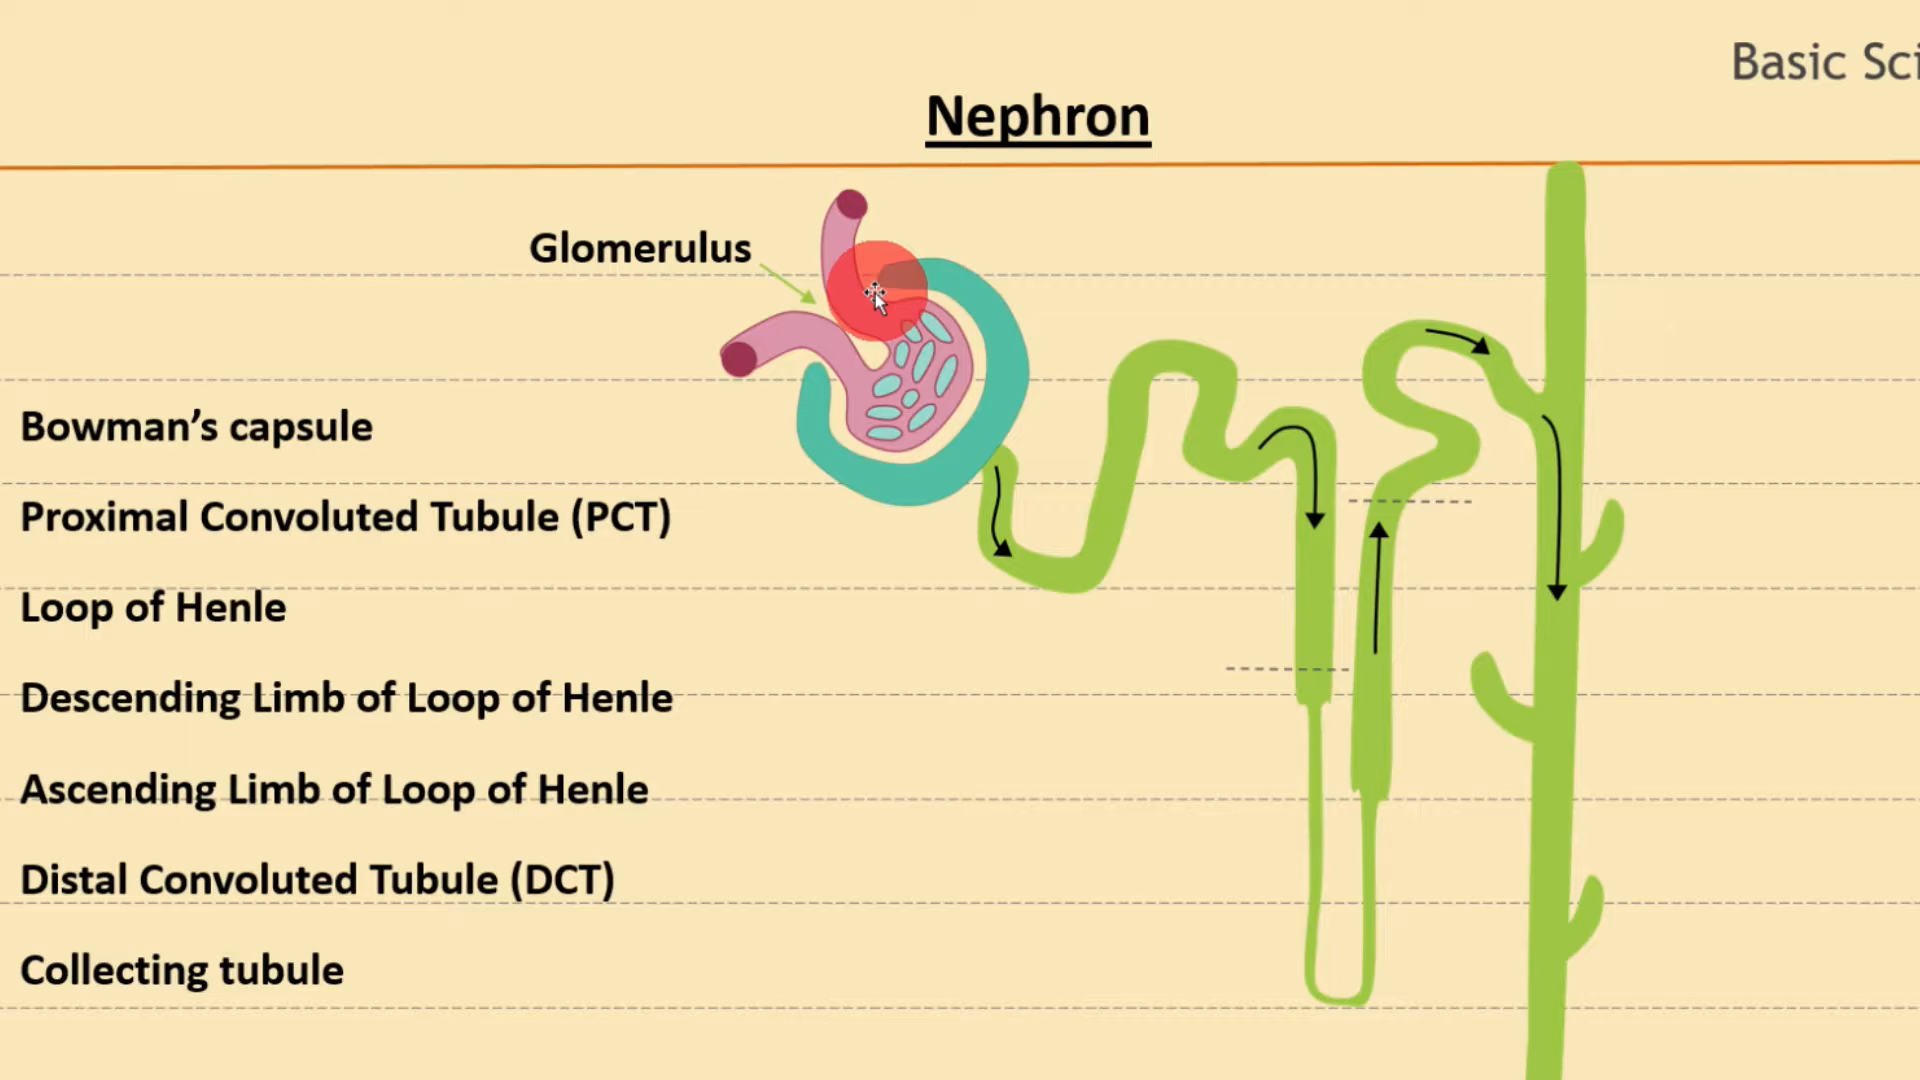 Basic Sci
Nephron
Glomerulus
Bowman’s capsule
Proximal Convoluted Tubule (PCT)
Loop of Henle
Descending Limb of Loop of Henle
Ascending Limb of Loop of Henle
Distal Convoluted Tubule (DCT)
Collecting tubule